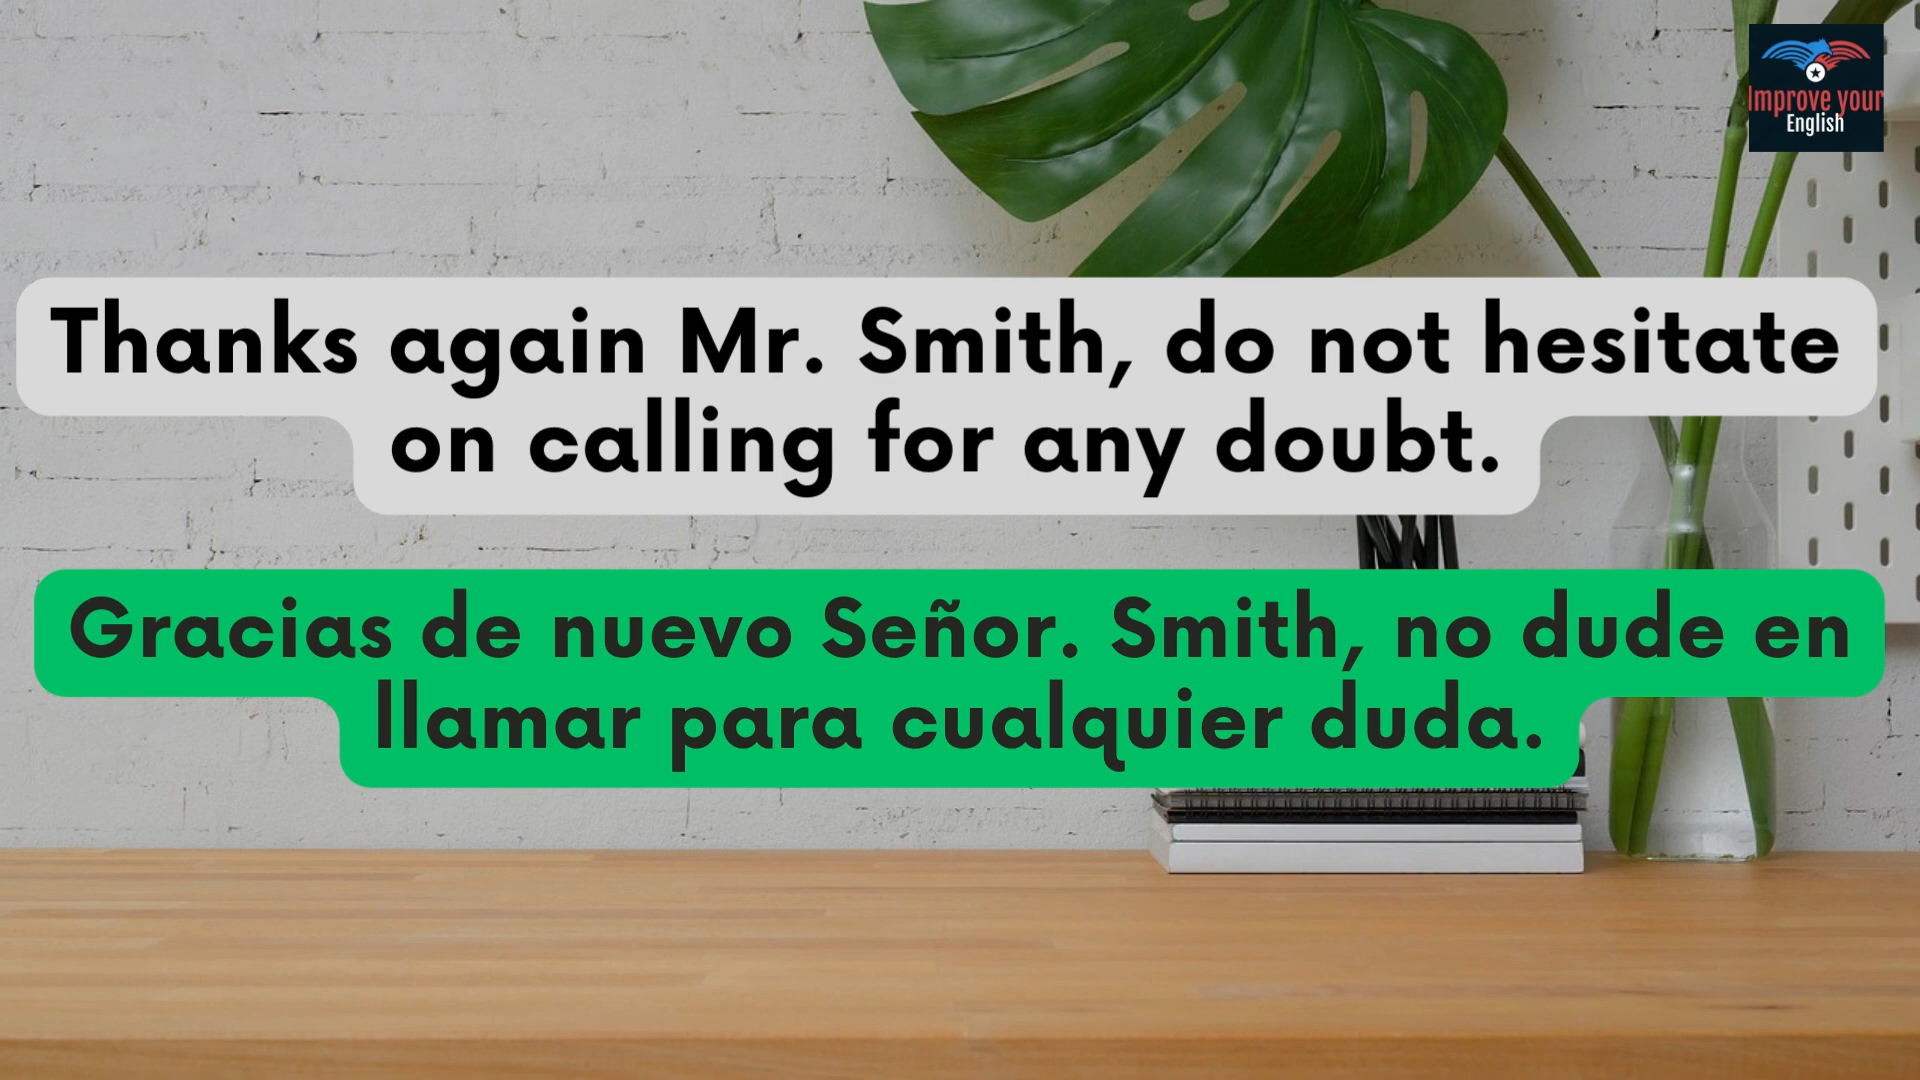 Improve your
English
Thanks again Mr. Smith, do not hesitate
on calling for any doubt.
Gracias de nuevo Señor. Smith, no dude en
llamar para cualquier duda.